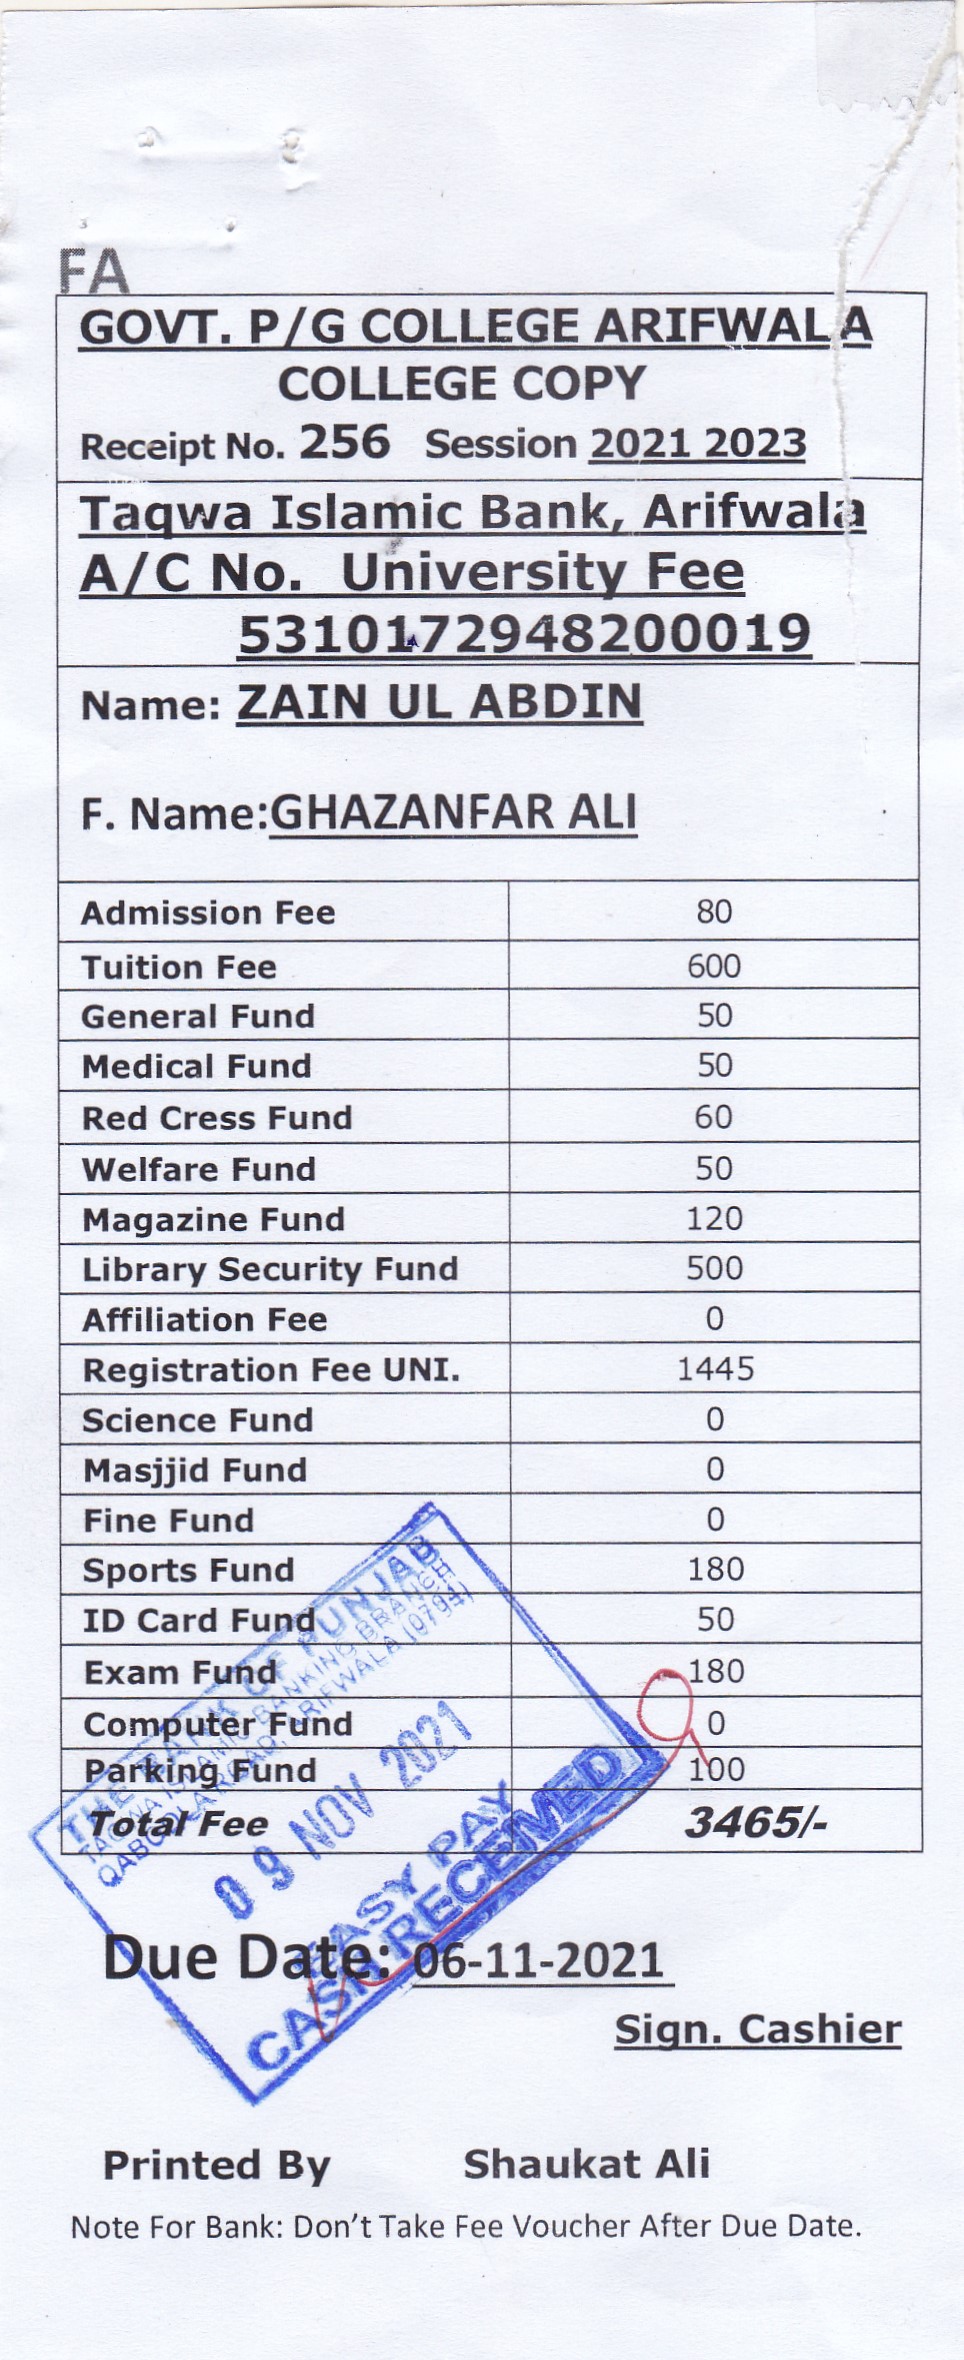 FA
GOVT. P/G COLLEGE ARIFWALA
COLLEGE COPY
Receipt No. 256 Session 2021 2023
Taqwa Islamic Bank, Arifwala
A/C No. University Fee
5310172948200019
Name: ZAIN UL ABDIN
F. Name:GHAZANFAR ALI
Admission Fee 80
Tuition Fee 600
General Fund 50
Medical Fund 50
Red Cress Fund 60
Welfare Fund 50
Magazine Fund 120
Library Security Fund 500
Affiliation Fee 0
Registration Fee UNI. 1445
Science Fund 0
Masjjid Fund 0
Fine Fund 0
Sports Fund 180
ID Card Fund 50
Exam Fund 180
Computer Fund 0
Parking Fund 100
Total Fee 3465/-
THE BANK OF PUNJAB
TAQWA ISLAMIC BANKING BRANCH
ROAD, ARIFWALA
09 NOV 2021
EASY PAY
CASH RECEIVED
Due Date: 06-11-2021
Sign. Cashier
Printed By Shaukat Ali
Note For Bank: Don't Take Fee Voucher After Due Date.